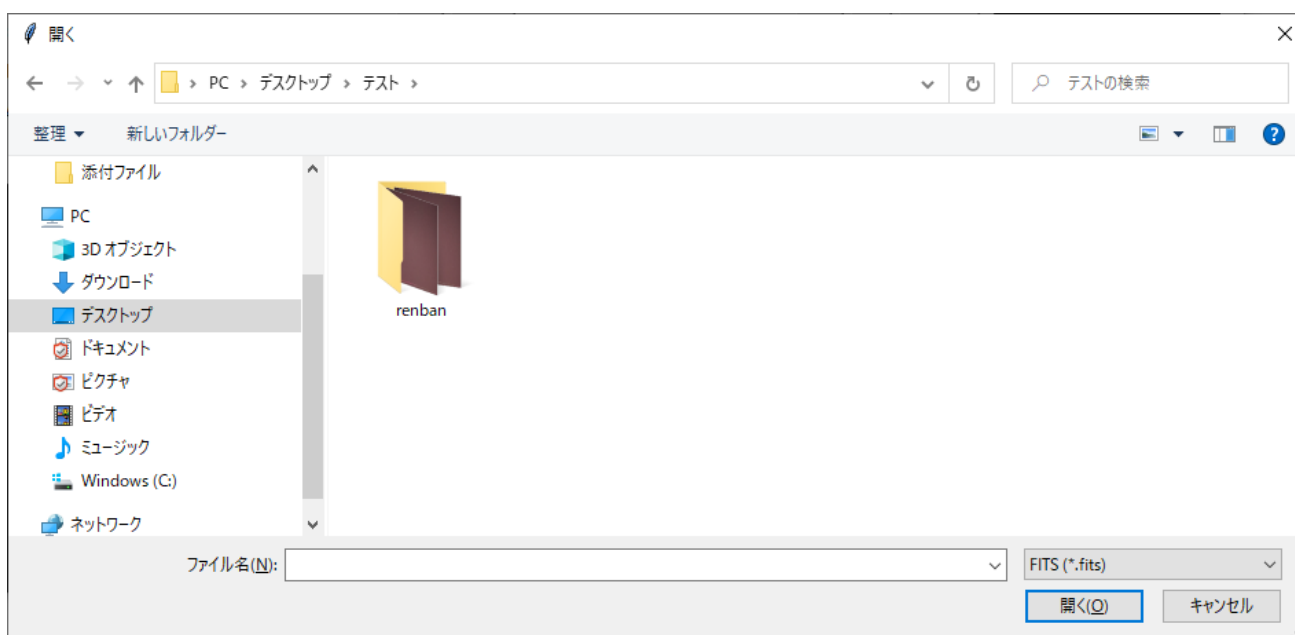 開く
PC › デスクトップ › テスト ›
テストの検索
整理
新しいフォルダー
添付ファイル
PC
3D オブジェクト
ダウンロード
デスクトップ
ドキュメント
ピクチャ
ビデオ
ミュージック
Windows (C:)
ネットワーク
renban
ファイル名(N):
FITS (*.fits)
開く(O)
キャンセル